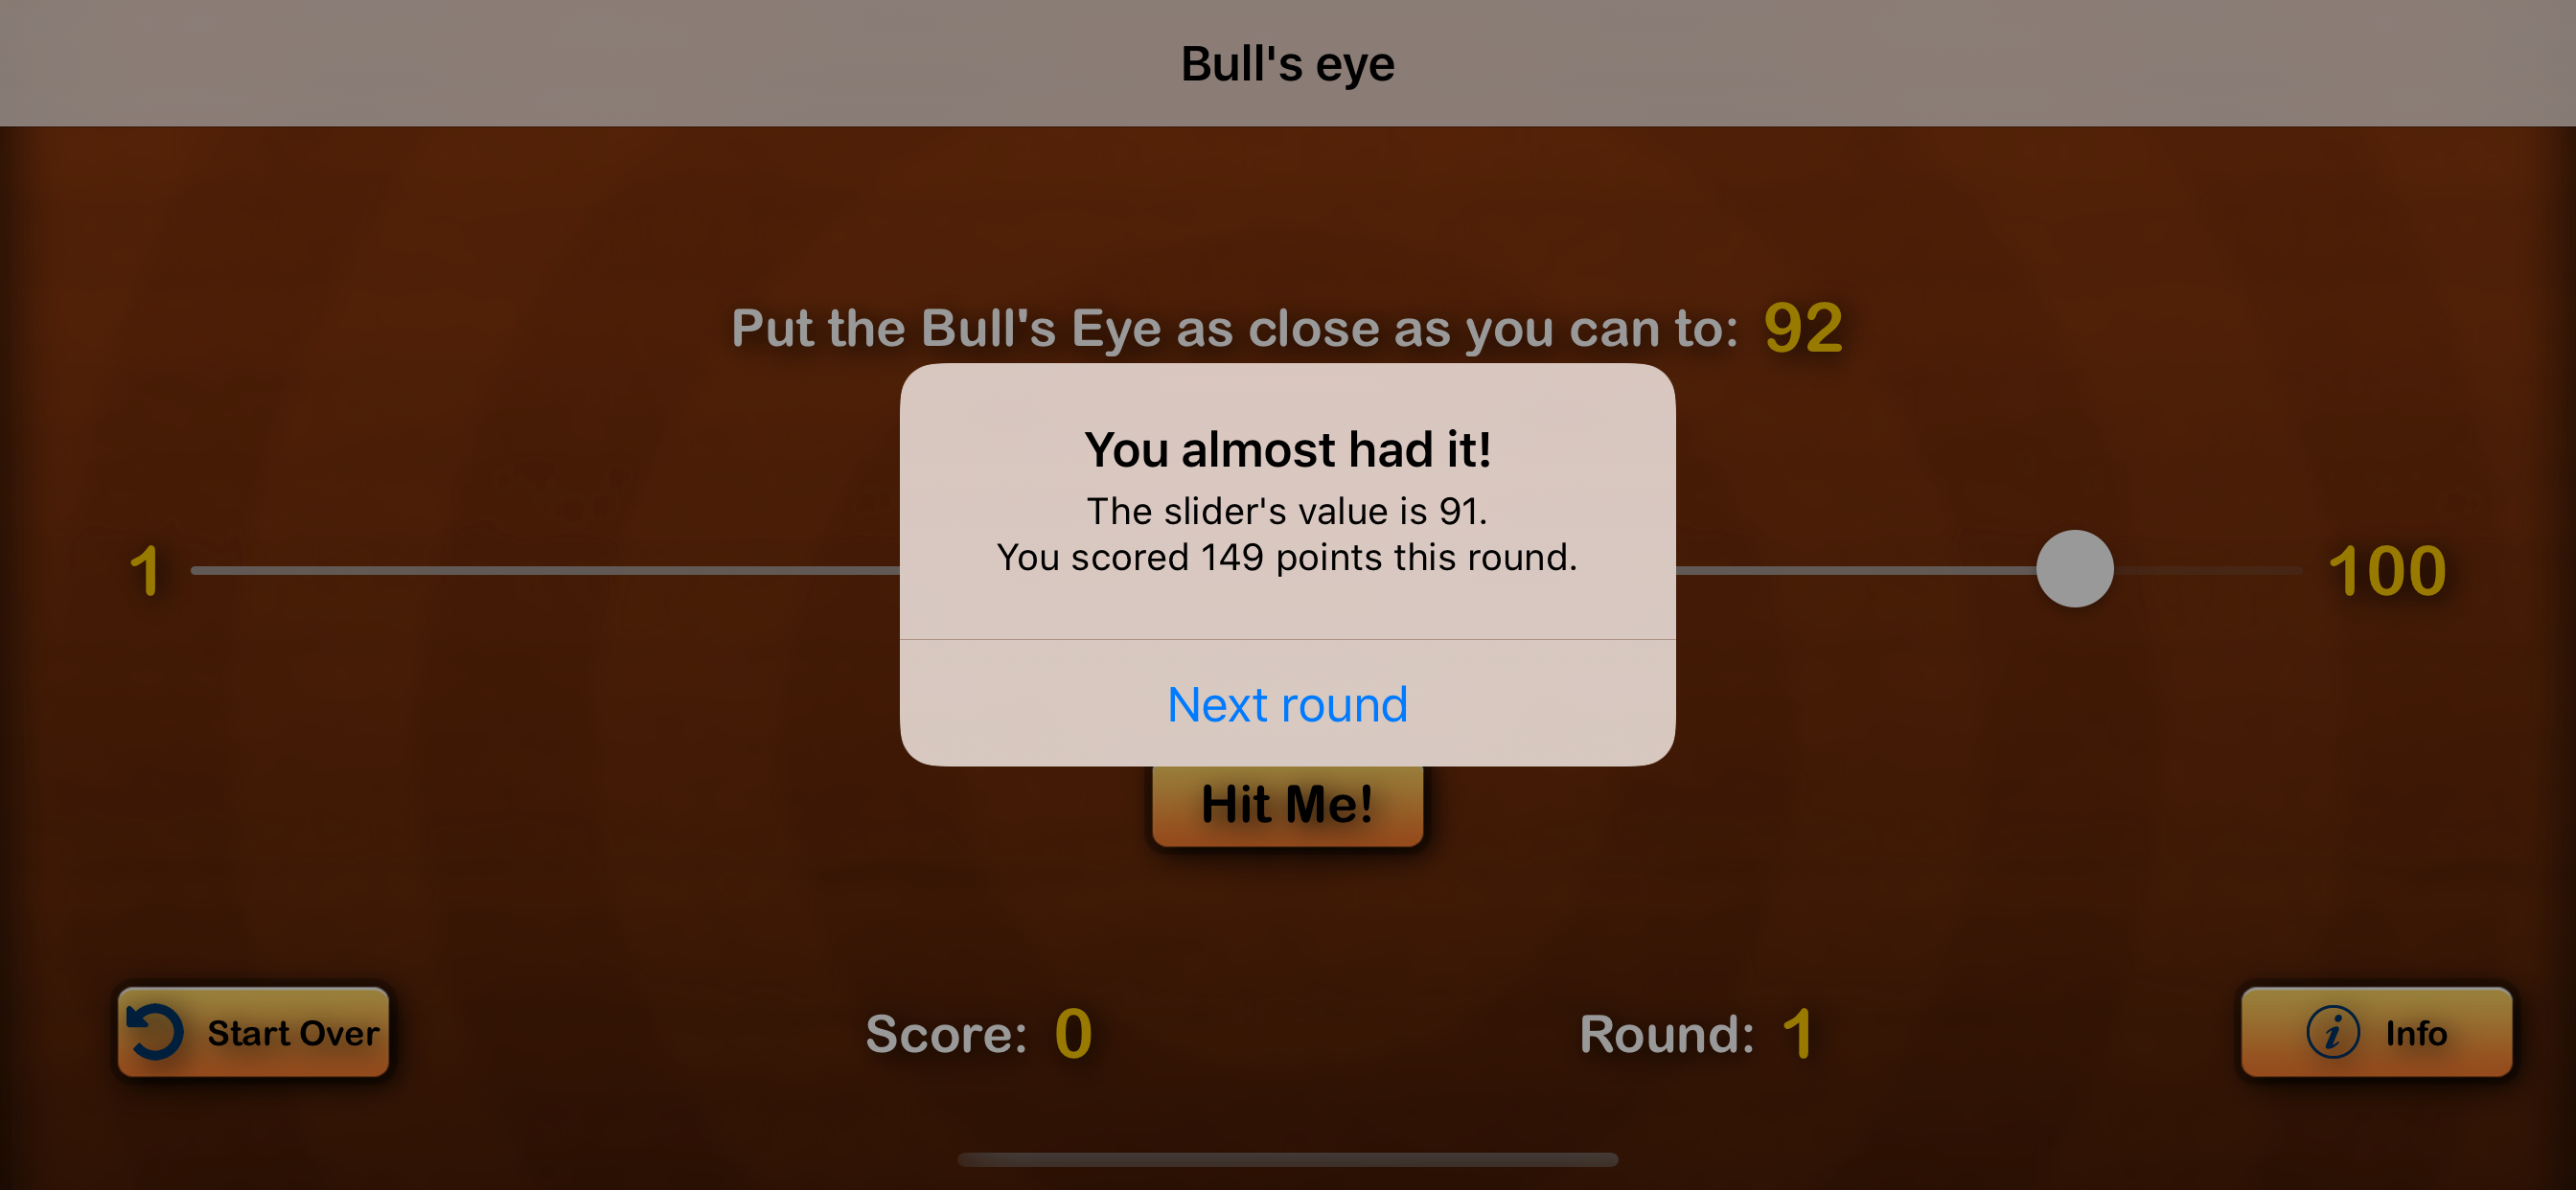 Bull's eye
Put the Bull's Eye as close as you can to: 92
You almost had it!
The slider's value is 91.
You scored 149 points this round.
1 100
Next round
Hit Me!
Start Over Score: 0 Round: 1 Info